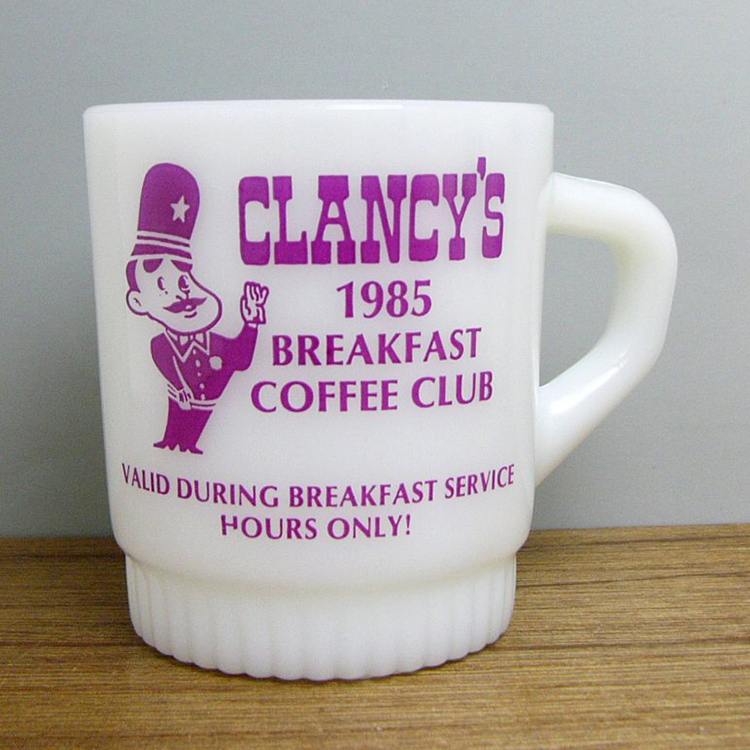 CLANCY'S
1985
BREAKFAST
COFFEE CLUB
VALID DURING BREAKFAST SERVICE
HOURS ONLY!